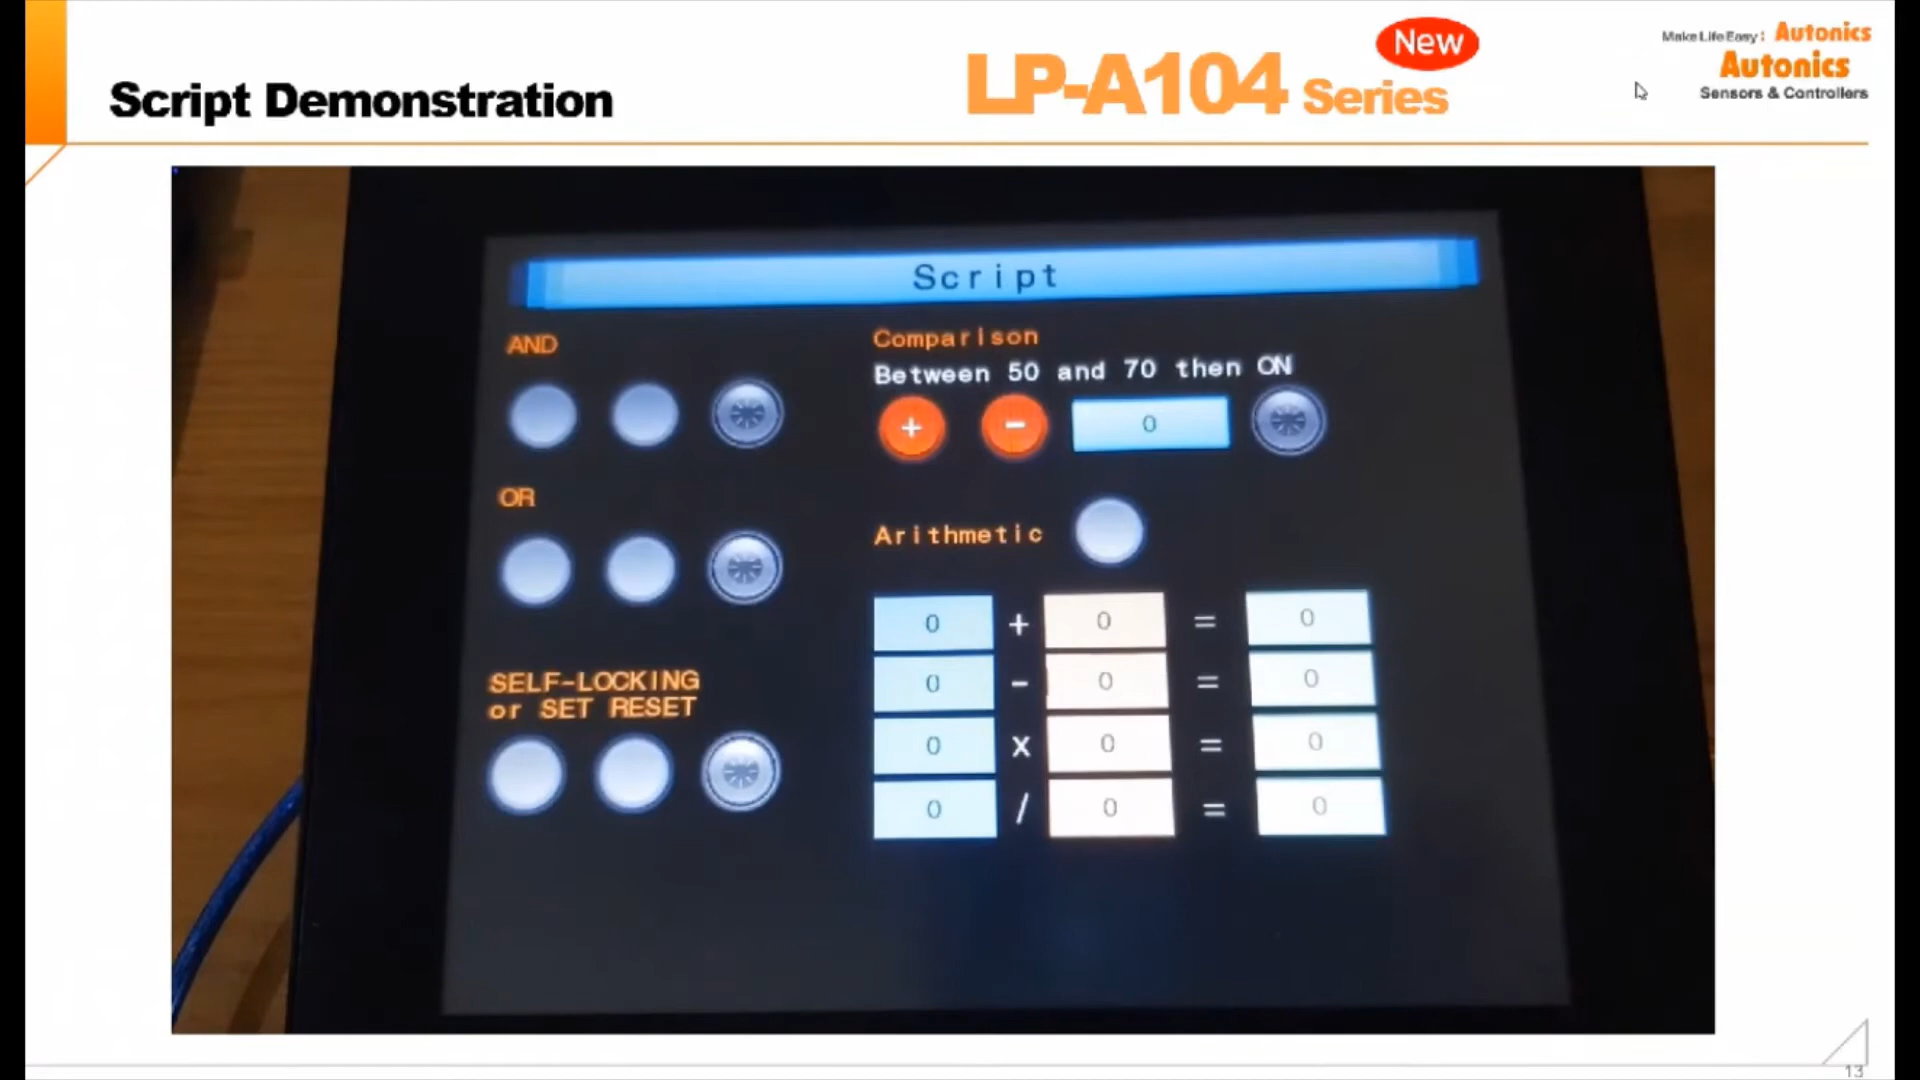 Script Demonstration
LP-A104 Series
New
Make Life Easy: Autonics
Autonics
Sensors & Controllers
Script
AND
OR
SELF-LOCKING
or SET RESET
Comparison
Between 50 and 70 then ON
+ - 0
Arithmetic
0 + 0 = 0
0 - 0 = 0
0 x 0 = 0
0 / 0 = 0
13